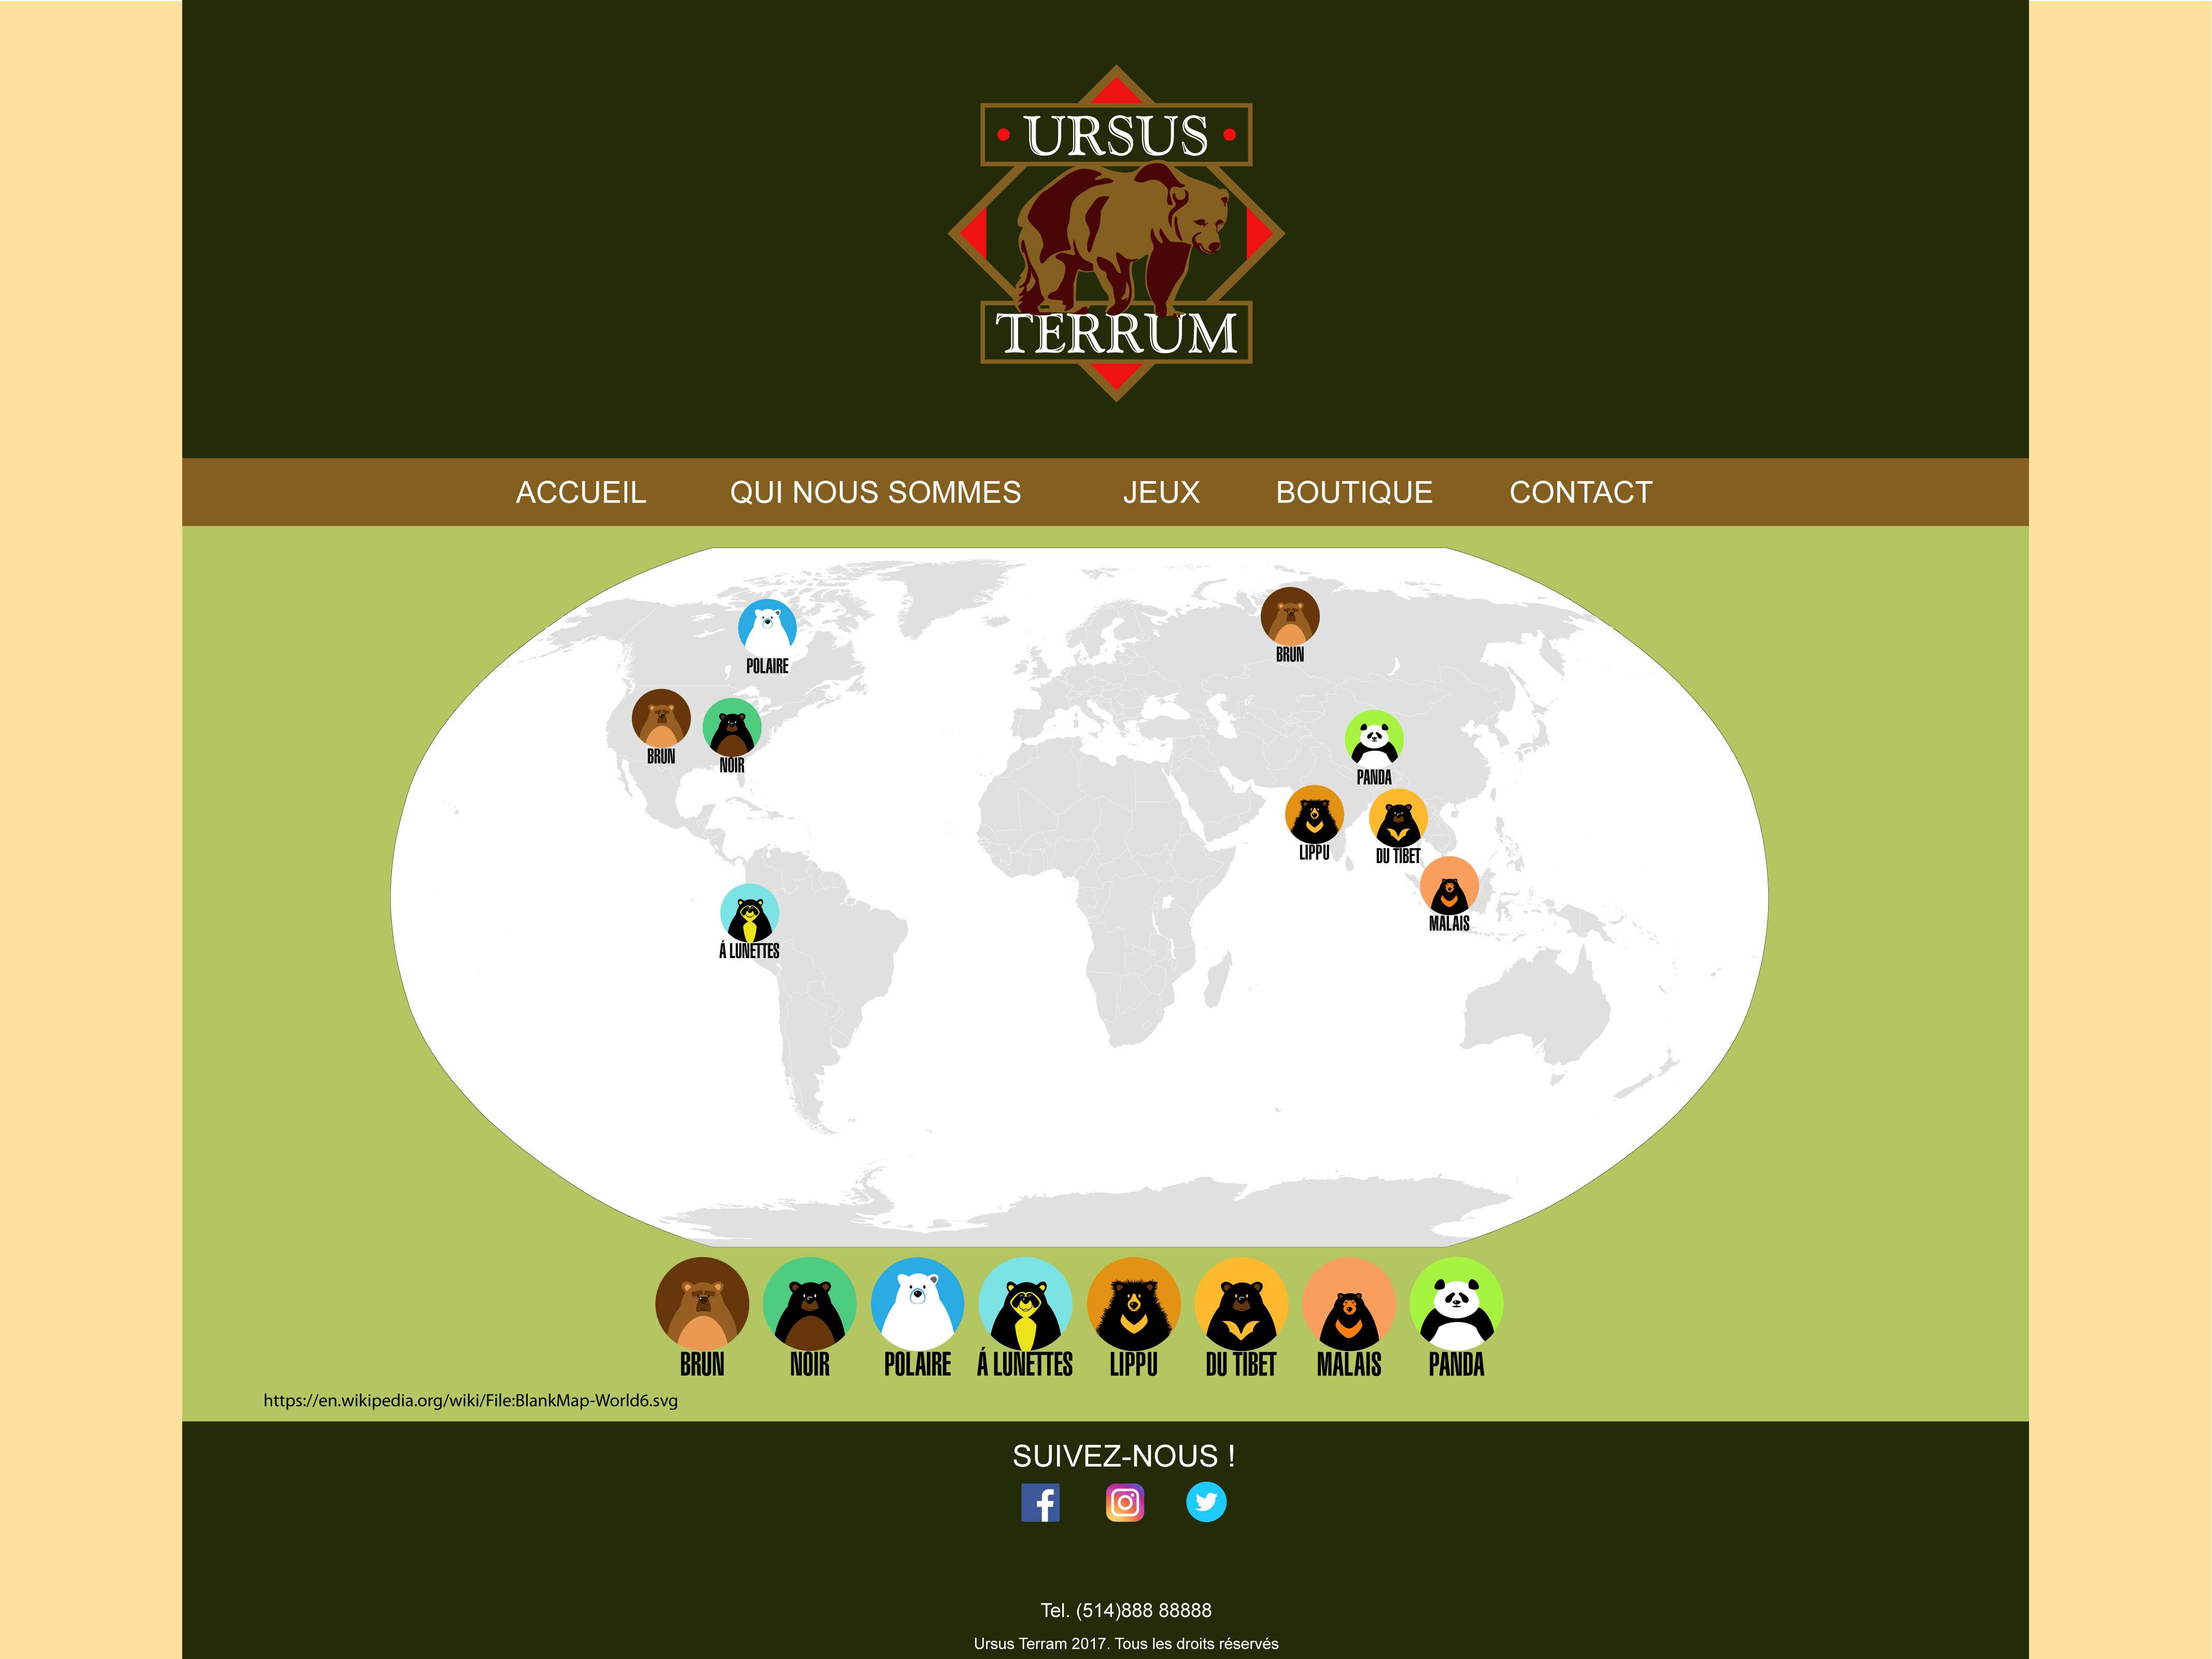 URSUS
TERRUM
ACCUEIL QUI NOUS SOMMES JEUX BOUTIQUE CONTACT
POLAIRE
BRUN
BRUN
NOIR
PANDA
LIPPU
DU TIBET
MALAIS
Á LUNETTES
BRUN NOIR POLAIRE Á LUNETTES LIPPU DU TIBET MALAIS PANDA
https://en.wikipedia.org/wiki/File:BlankMap-World6.svg
SUIVEZ-NOUS !
Tel. (514)888 88888
Ursus Terram 2017. Tous les droits réservés